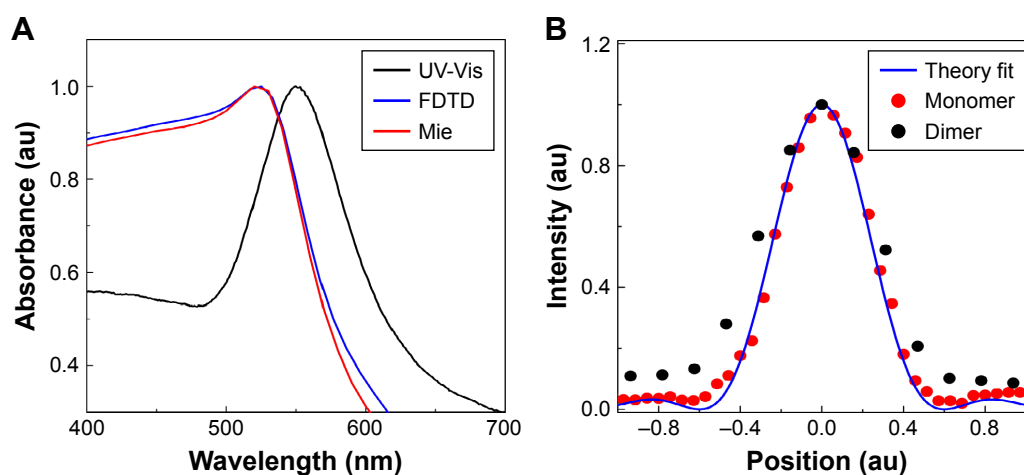 A
Absorbance (au)
1.0
0.8
0.6
0.4
400
500
600
700
Wavelength (nm)
UV-Vis
FDTD
Mie
B
Intensity (au)
1.2
0.8
0.4
0.0
–0.8
–0.4
0.0
0.4
0.8
Position (au)
Theory fit
Monomer
Dimer